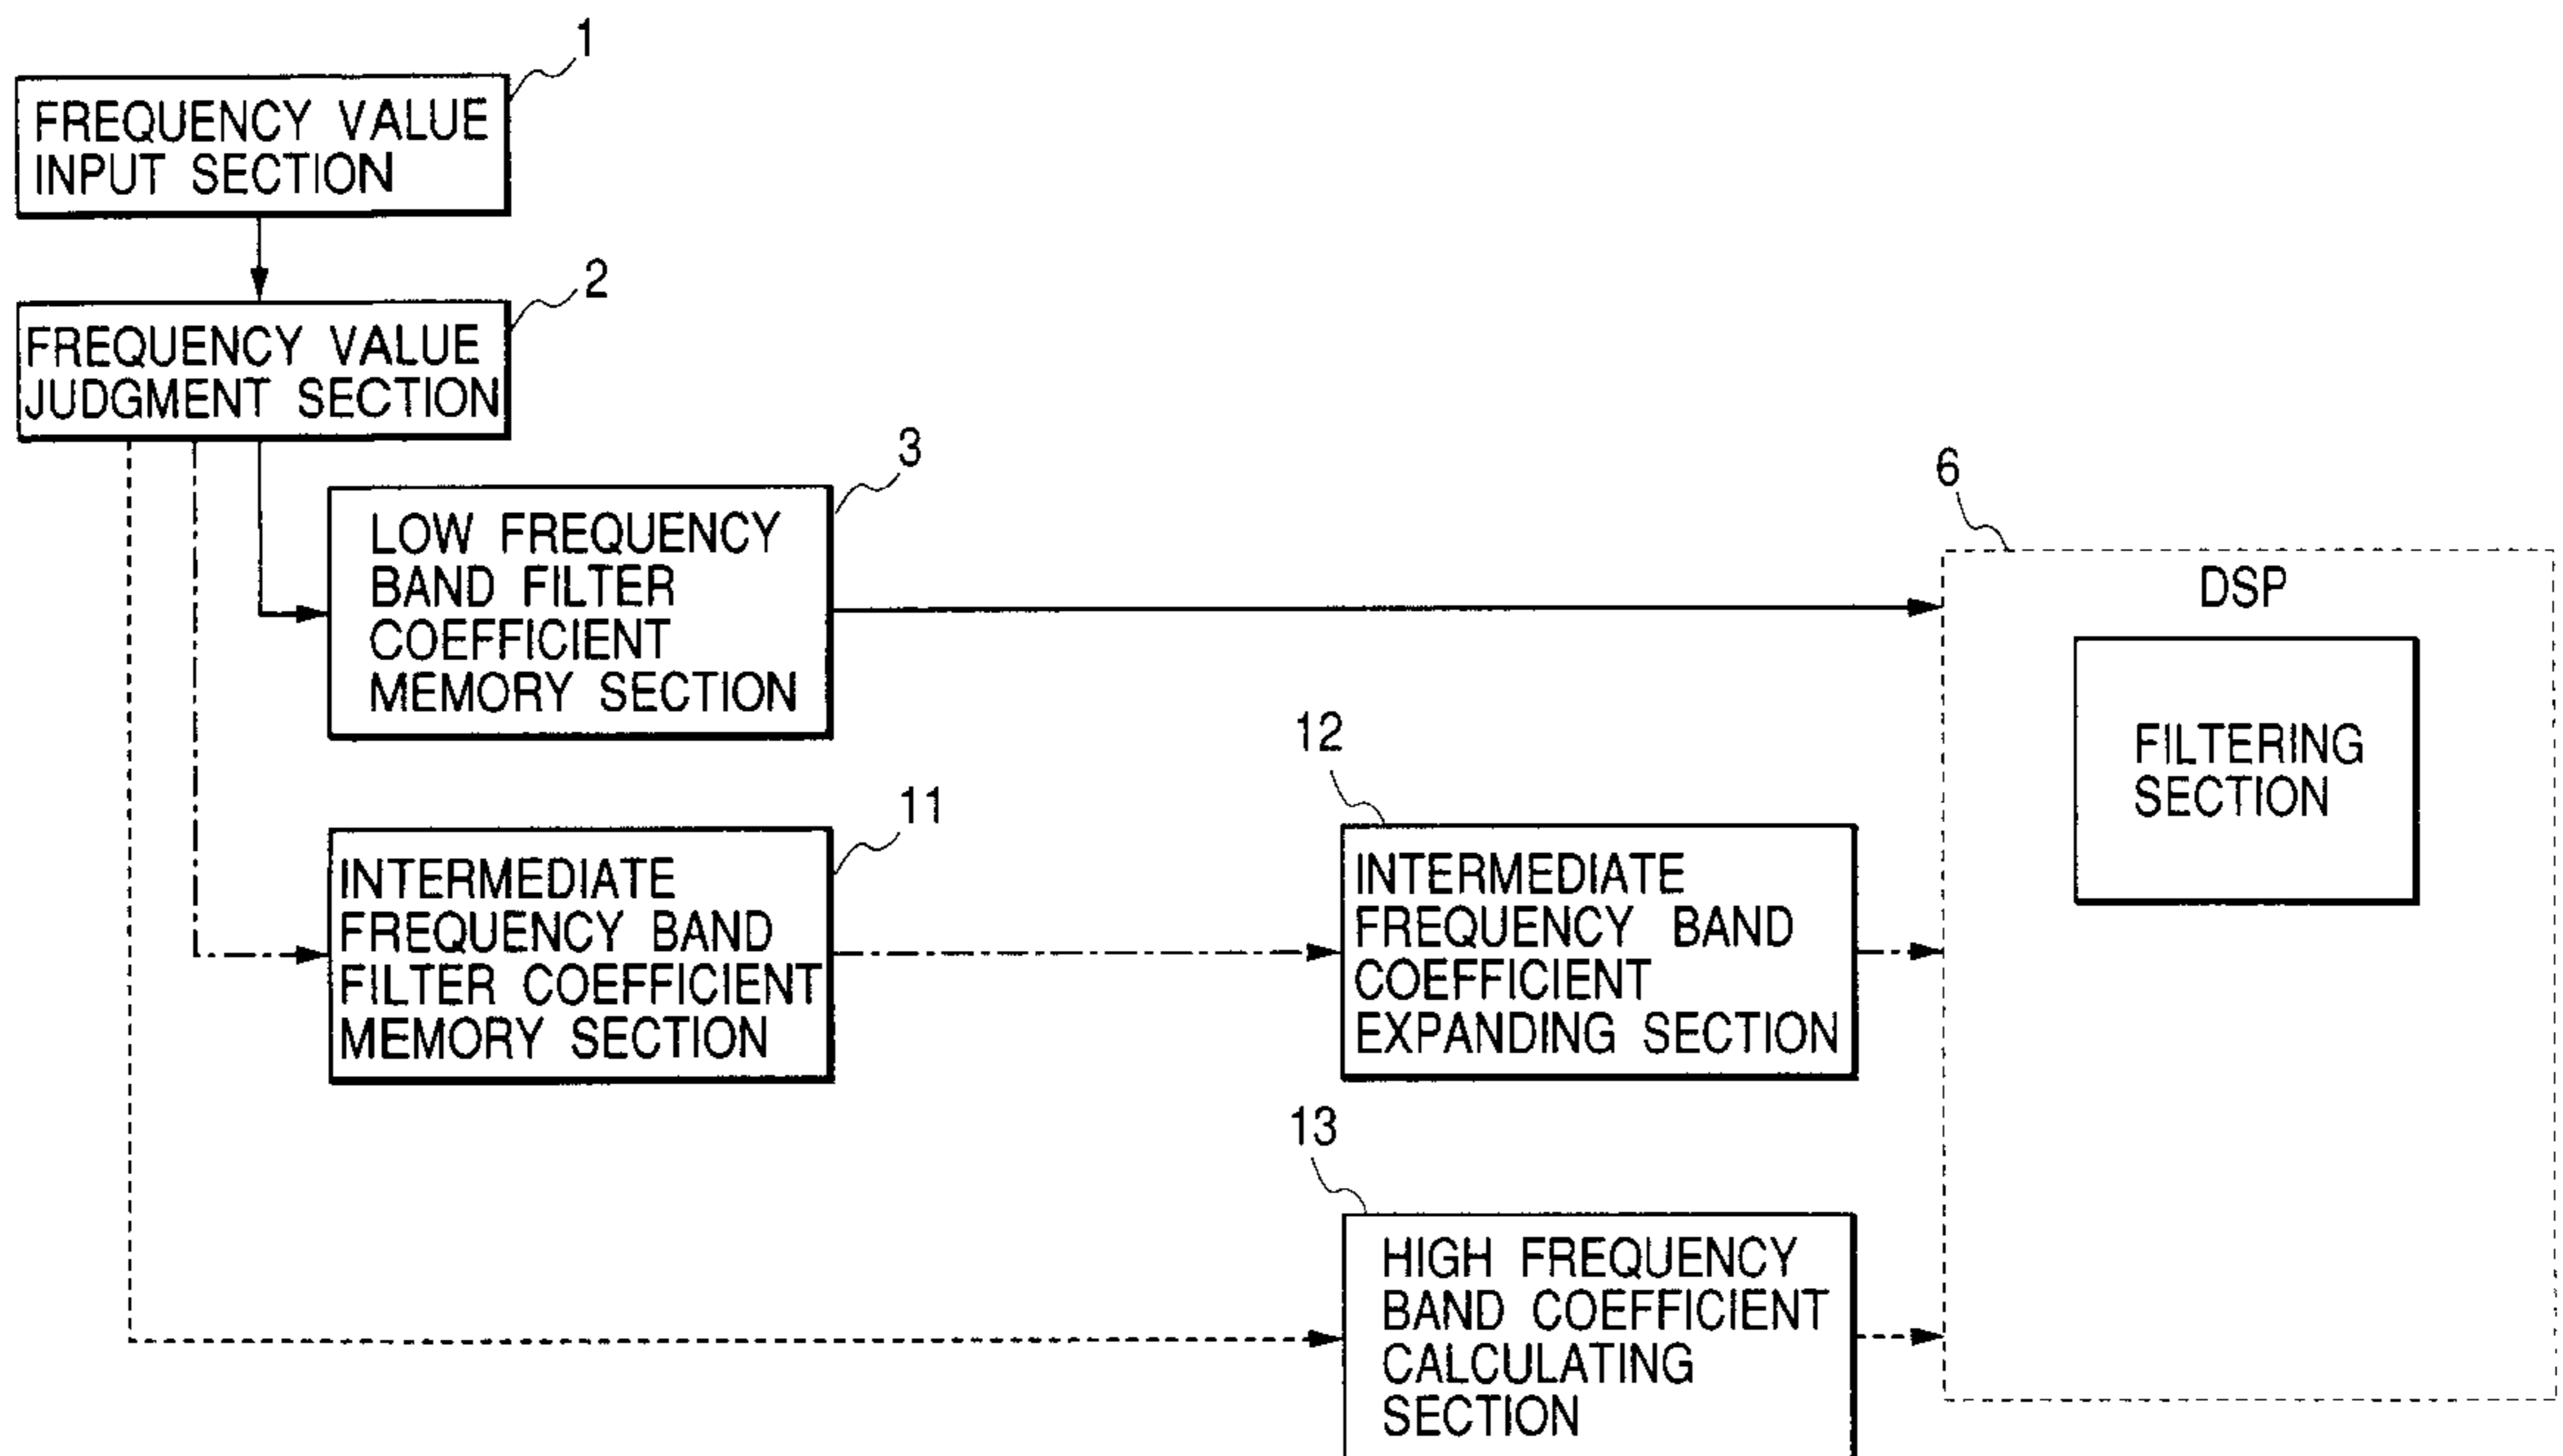 1
FREQUENCY VALUE
INPUT SECTION
2
FREQUENCY VALUE
JUDGMENT SECTION
3
LOW FREQUENCY
BAND FILTER
COEFFICIENT
MEMORY SECTION
6
DSP
FILTERING
SECTION
11
INTERMEDIATE
FREQUENCY BAND
FILTER COEFFICIENT
MEMORY SECTION
12
INTERMEDIATE
FREQUENCY BAND
COEFFICIENT
EXPANDING SECTION
13
HIGH FREQUENCY
BAND COEFFICIENT
CALCULATING
SECTION